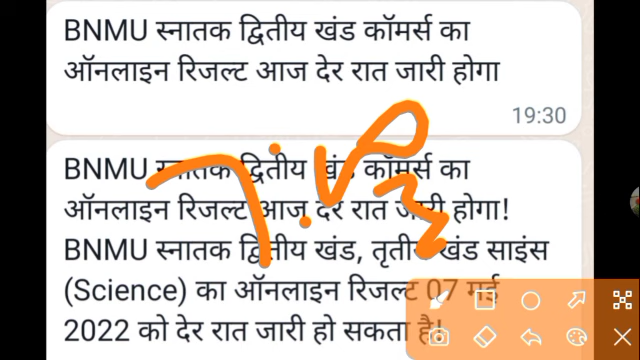 BNMU स्नातक द्वितीय खंड कॉमर्स का
ऑनलाइन रिजल्ट आज देर रात जारी होगा
19:30
BNMU स्नातक द्वितीय खंड कॉमर्स का
ऑनलाइन रिजल्ट आज देर रात जारी होगा!
BNMU स्नातक द्वितीय खंड, तृतीय खंड साइंस
(Science) का ऑनलाइन रिजल्ट 07 मई
2022 को देर रात जारी हो सकता है!